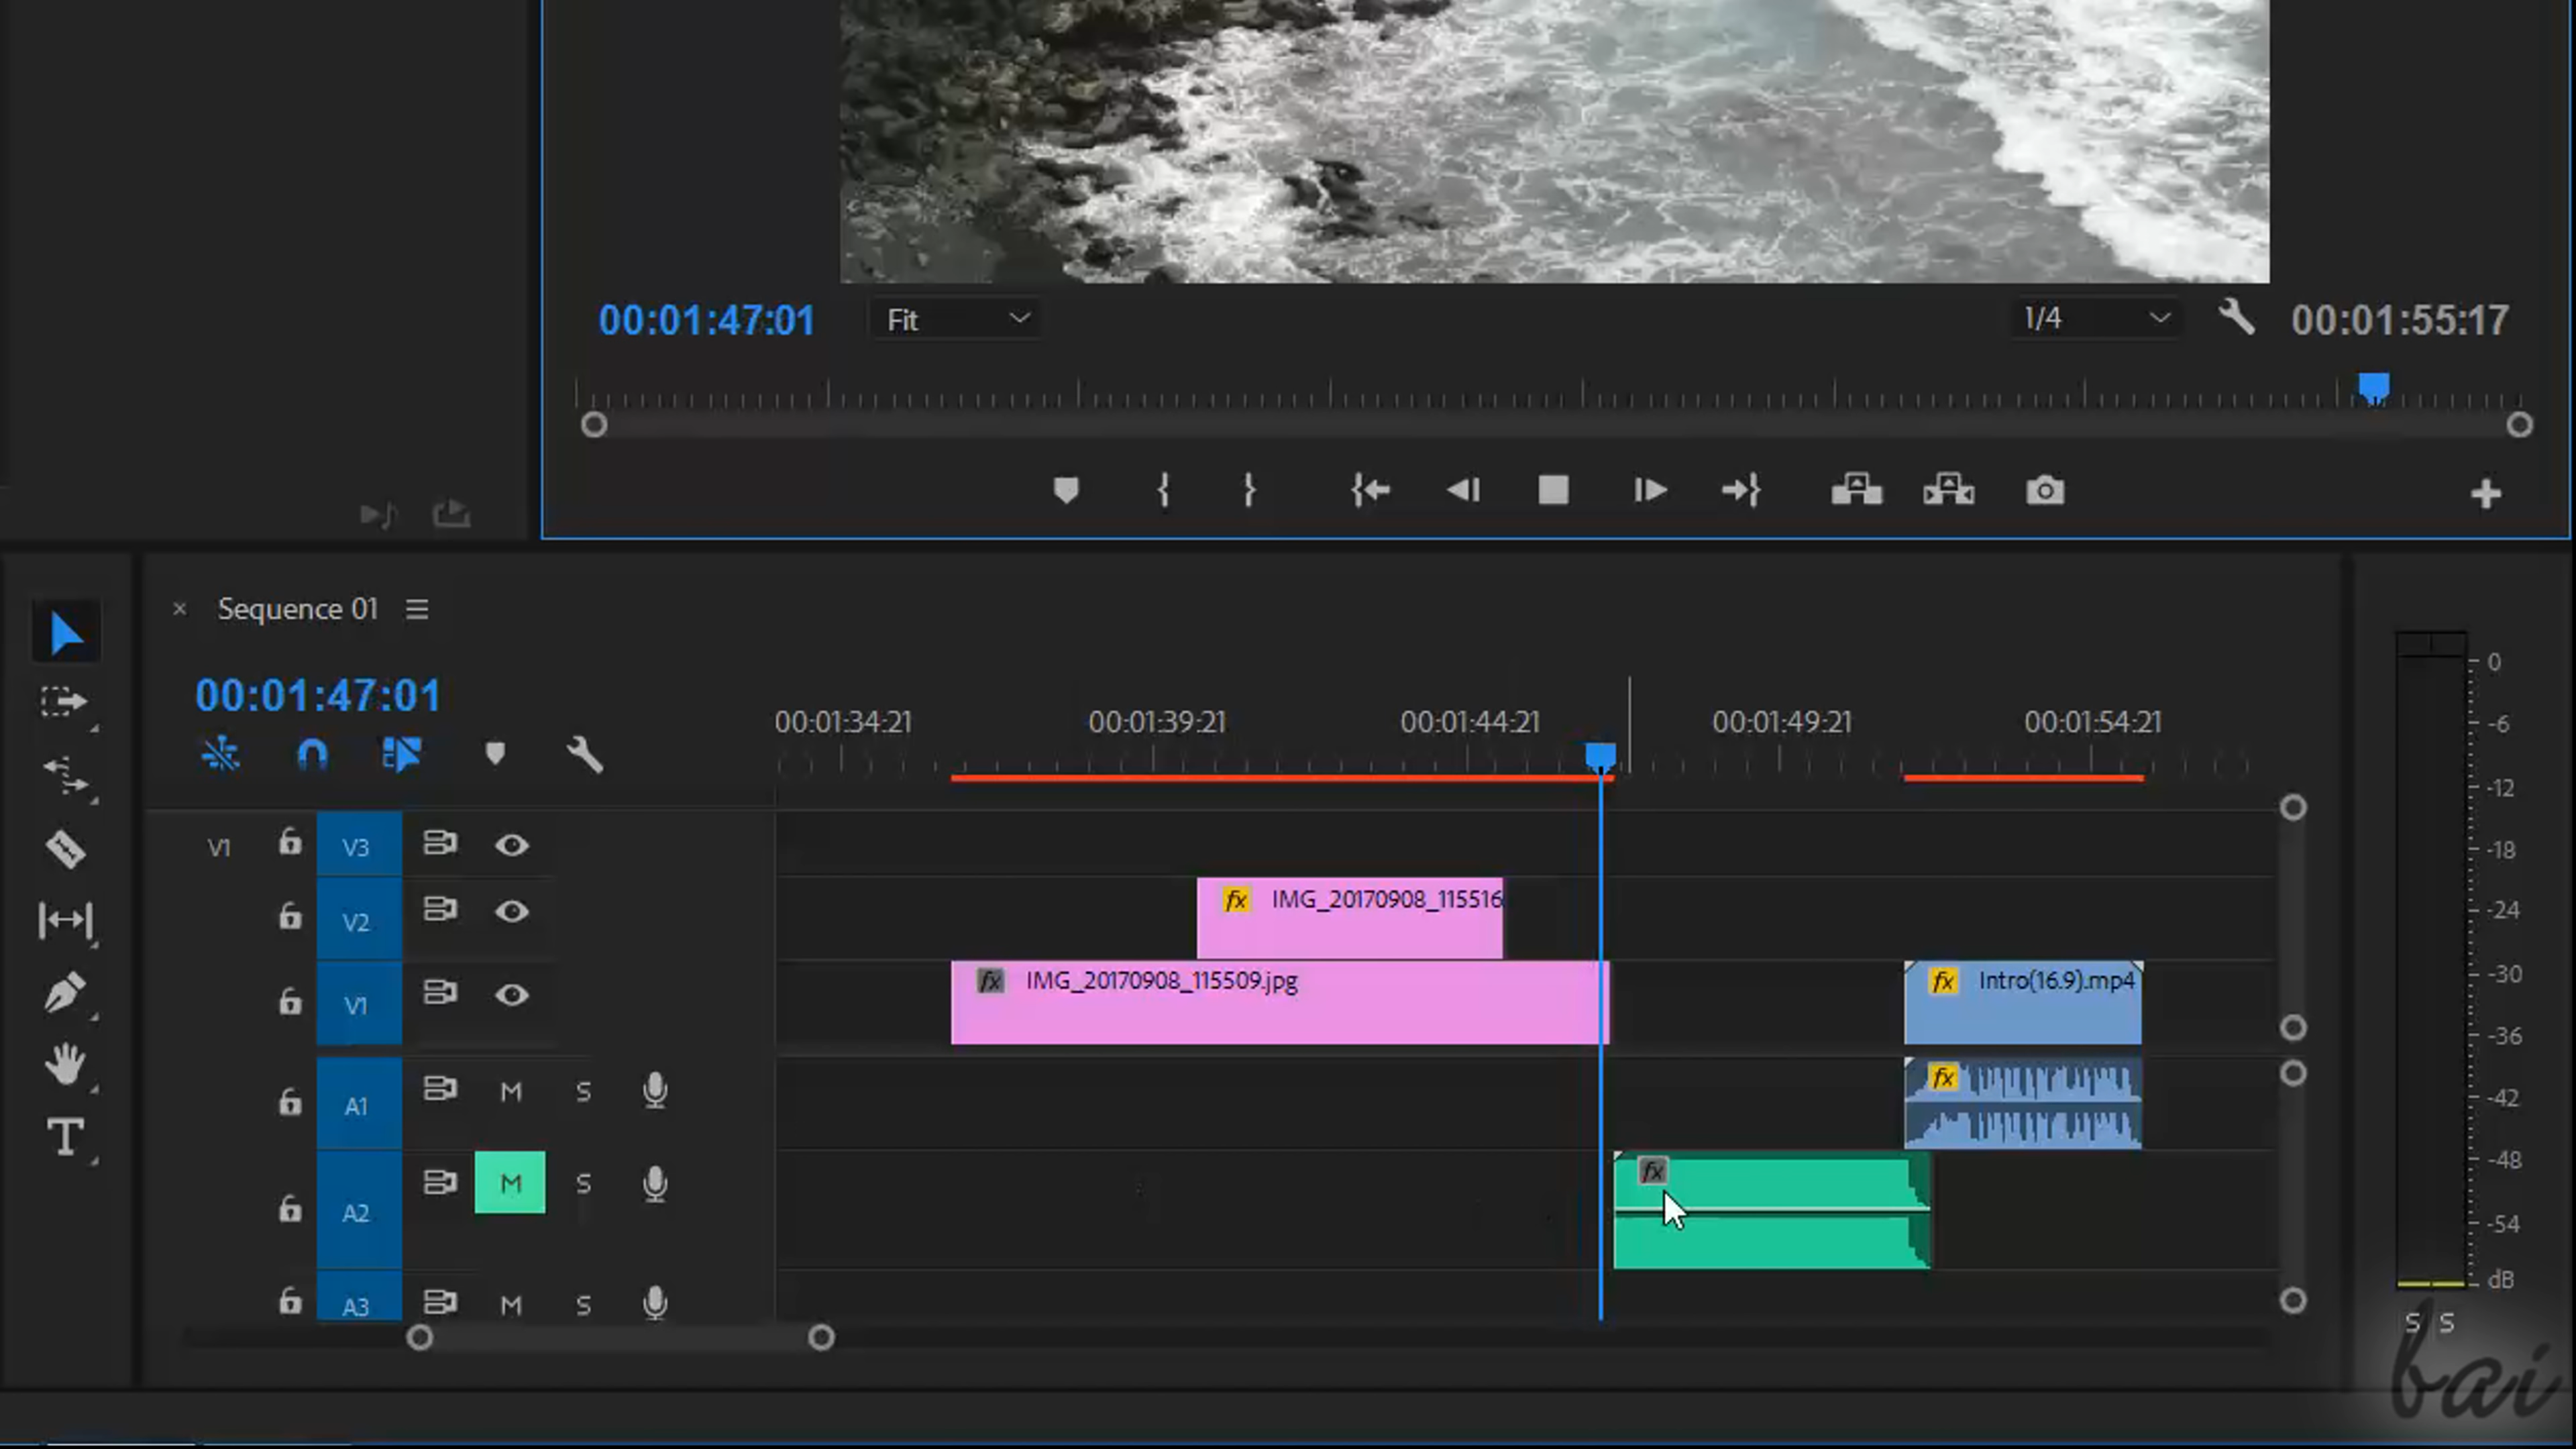 00:01:47:01 Fit 1/4 00:01:55:17
Sequence 01
00:01:47:01
00:01:34:21 00:01:39:21 00:01:44:21 00:01:49:21 00:01:54:21
V1 V3
V2 fx IMG_20170908_115516
V1 fx IMG_20170908_115509.jpg fx Intro(16.9).mp4
A1 M S fx
A2 M S fx
A3 M S
0
-6
-12
-18
-24
-30
-36
-42
-48
-54
dB
S S
bai